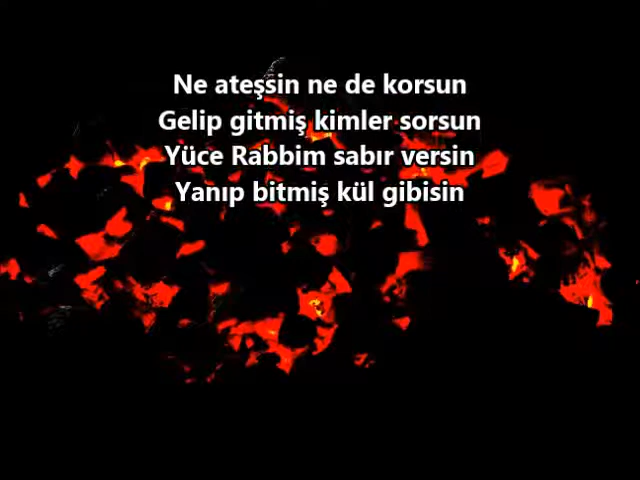 Ne ateşsin ne de korsun
Gelip gitmiş kimler sorsun
Yüce Rabbim sabır versin
Yanıp bitmiş kül gibisin